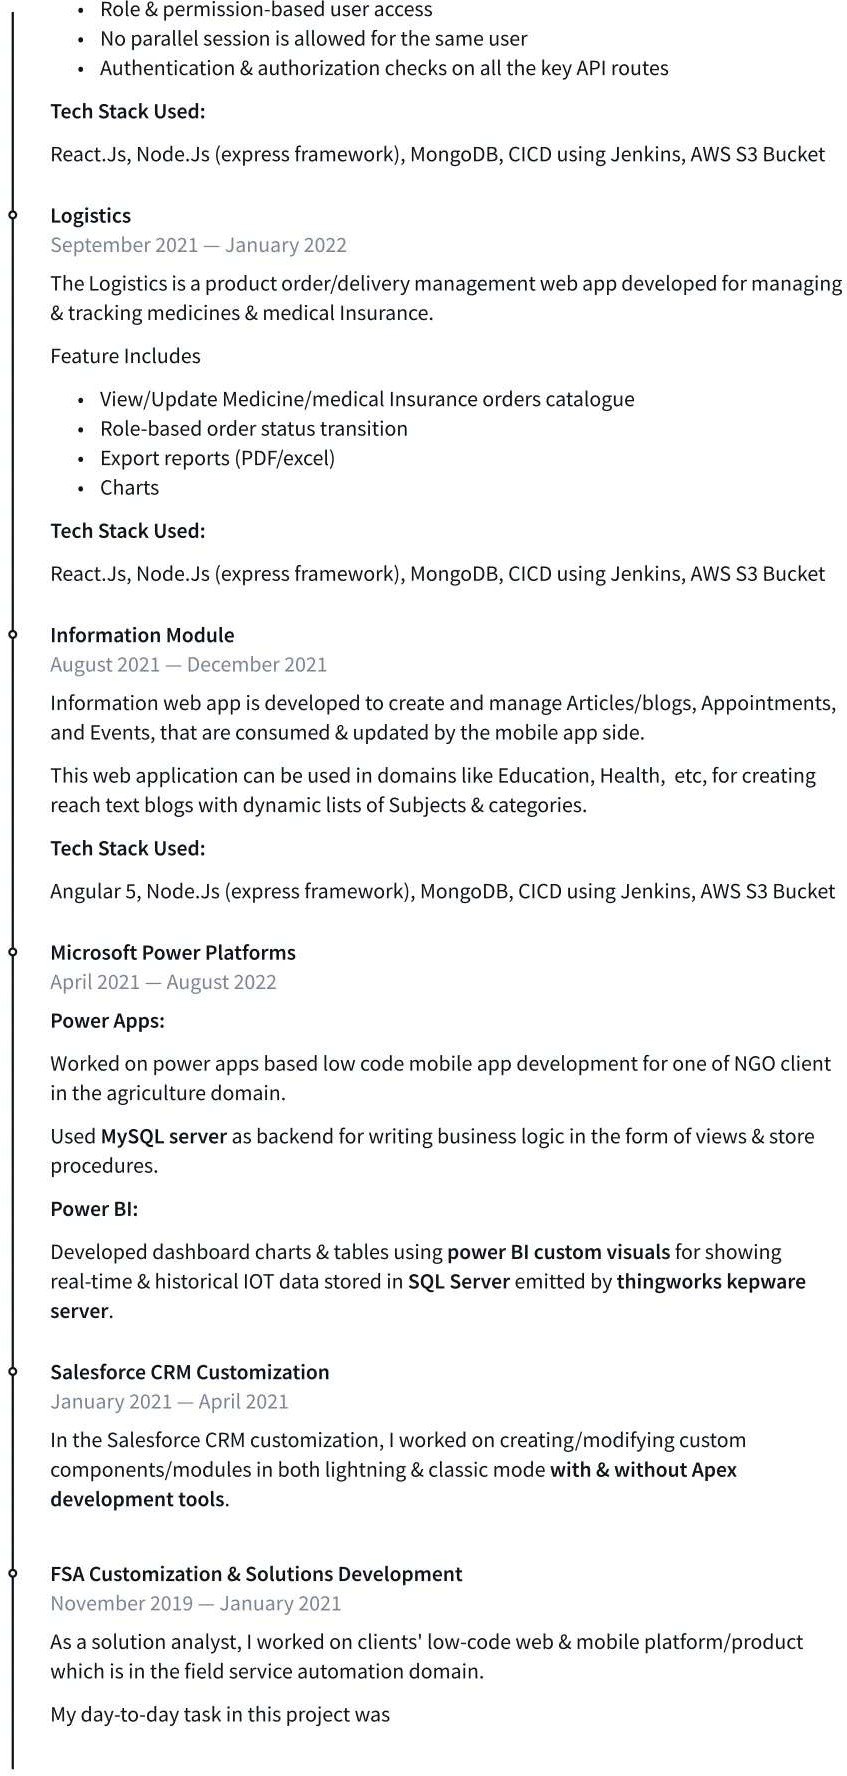 • Role & permission-based user access
• No parallel session is allowed for the same user
• Authentication & authorization checks on all the key API routes
Tech Stack Used:
React.Js, Node.Js (express framework), MongoDB, CICD using Jenkins, AWS S3 Bucket
Logistics
September 2021 — January 2022
The Logistics is a product order/delivery management web app developed for managing
& tracking medicines & medical Insurance.
Feature Includes
• View/Update Medicine/medical Insurance orders catalogue
• Role-based order status transition
• Export reports (PDF/excel)
• Charts
Tech Stack Used:
React.Js, Node.Js (express framework), MongoDB, CICD using Jenkins, AWS S3 Bucket
Information Module
August 2021 — December 2021
Information web app is developed to create and manage Articles/blogs, Appointments,
and Events, that are consumed & updated by the mobile app side.
This web application can be used in domains like Education, Health,  etc, for creating
reach text blogs with dynamic lists of Subjects & categories.
Tech Stack Used:
Angular 5, Node.Js (express framework), MongoDB, CICD using Jenkins, AWS S3 Bucket
Microsoft Power Platforms
April 2021 — August 2022
Power Apps:
Worked on power apps based low code mobile app development for one of NGO client
in the agriculture domain.
Used MySQL server as backend for writing business logic in the form of views & store
procedures.
Power BI:
Developed dashboard charts & tables using power BI custom visuals for showing
real-time & historical IOT data stored in SQL Server emitted by thingworks kepware
server.
Salesforce CRM Customization
January 2021 — April 2021
In the Salesforce CRM customization, I worked on creating/modifying custom
components/modules in both lightning & classic mode with & without Apex
development tools.
FSA Customization & Solutions Development
November 2019 — January 2021
As a solution analyst, I worked on clients' low-code web & mobile platform/product
which is in the field service automation domain.
My day-to-day task in this project was